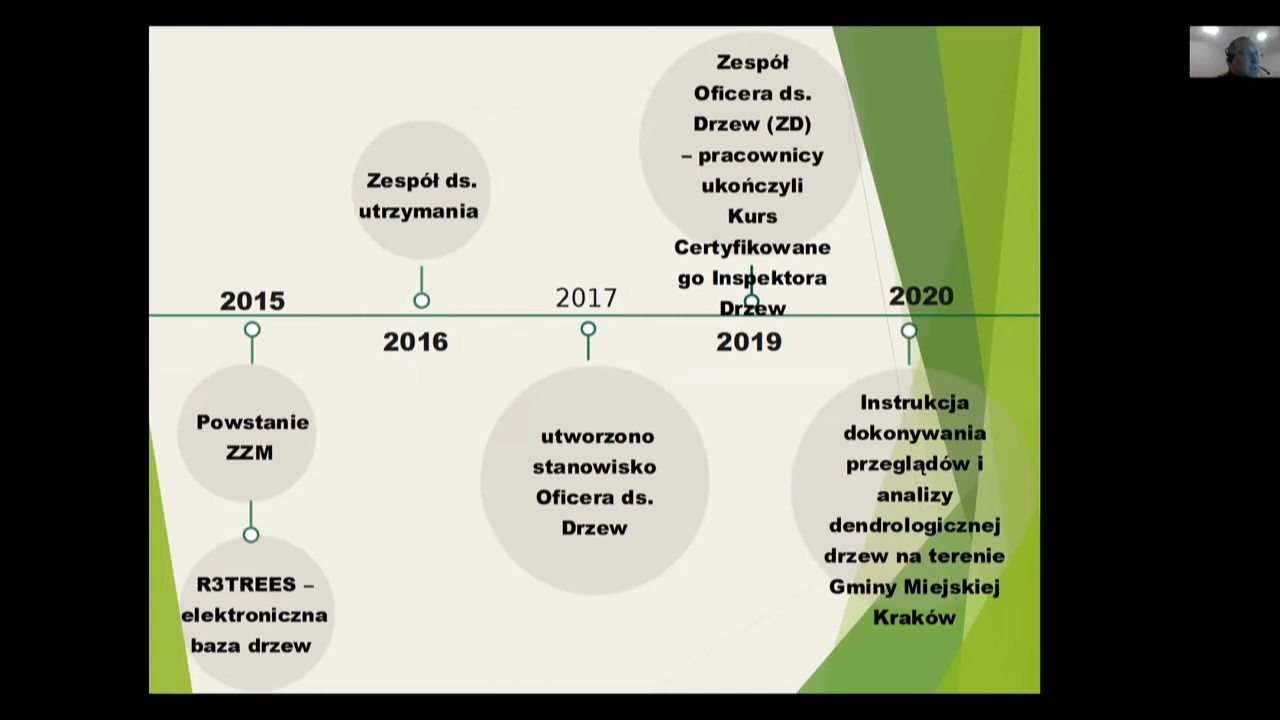 2015
Powstanie
ZZM
R3TREES –
elektroniczna
baza drzew
Zespół ds.
utrzymania
2016
2017
utworzono
stanowisko
Oficera ds.
Drzew
Zespół
Oficera ds.
Drzew (ZD)
– pracownicy
ukończyli
Kurs
Certyfikowane
go Inspektora
Drzew
2019
2020
Instrukcja
dokonywania
przeglądów i
analizy
dendrologicznej
drzew na terenie
Gminy Miejskiej
Kraków